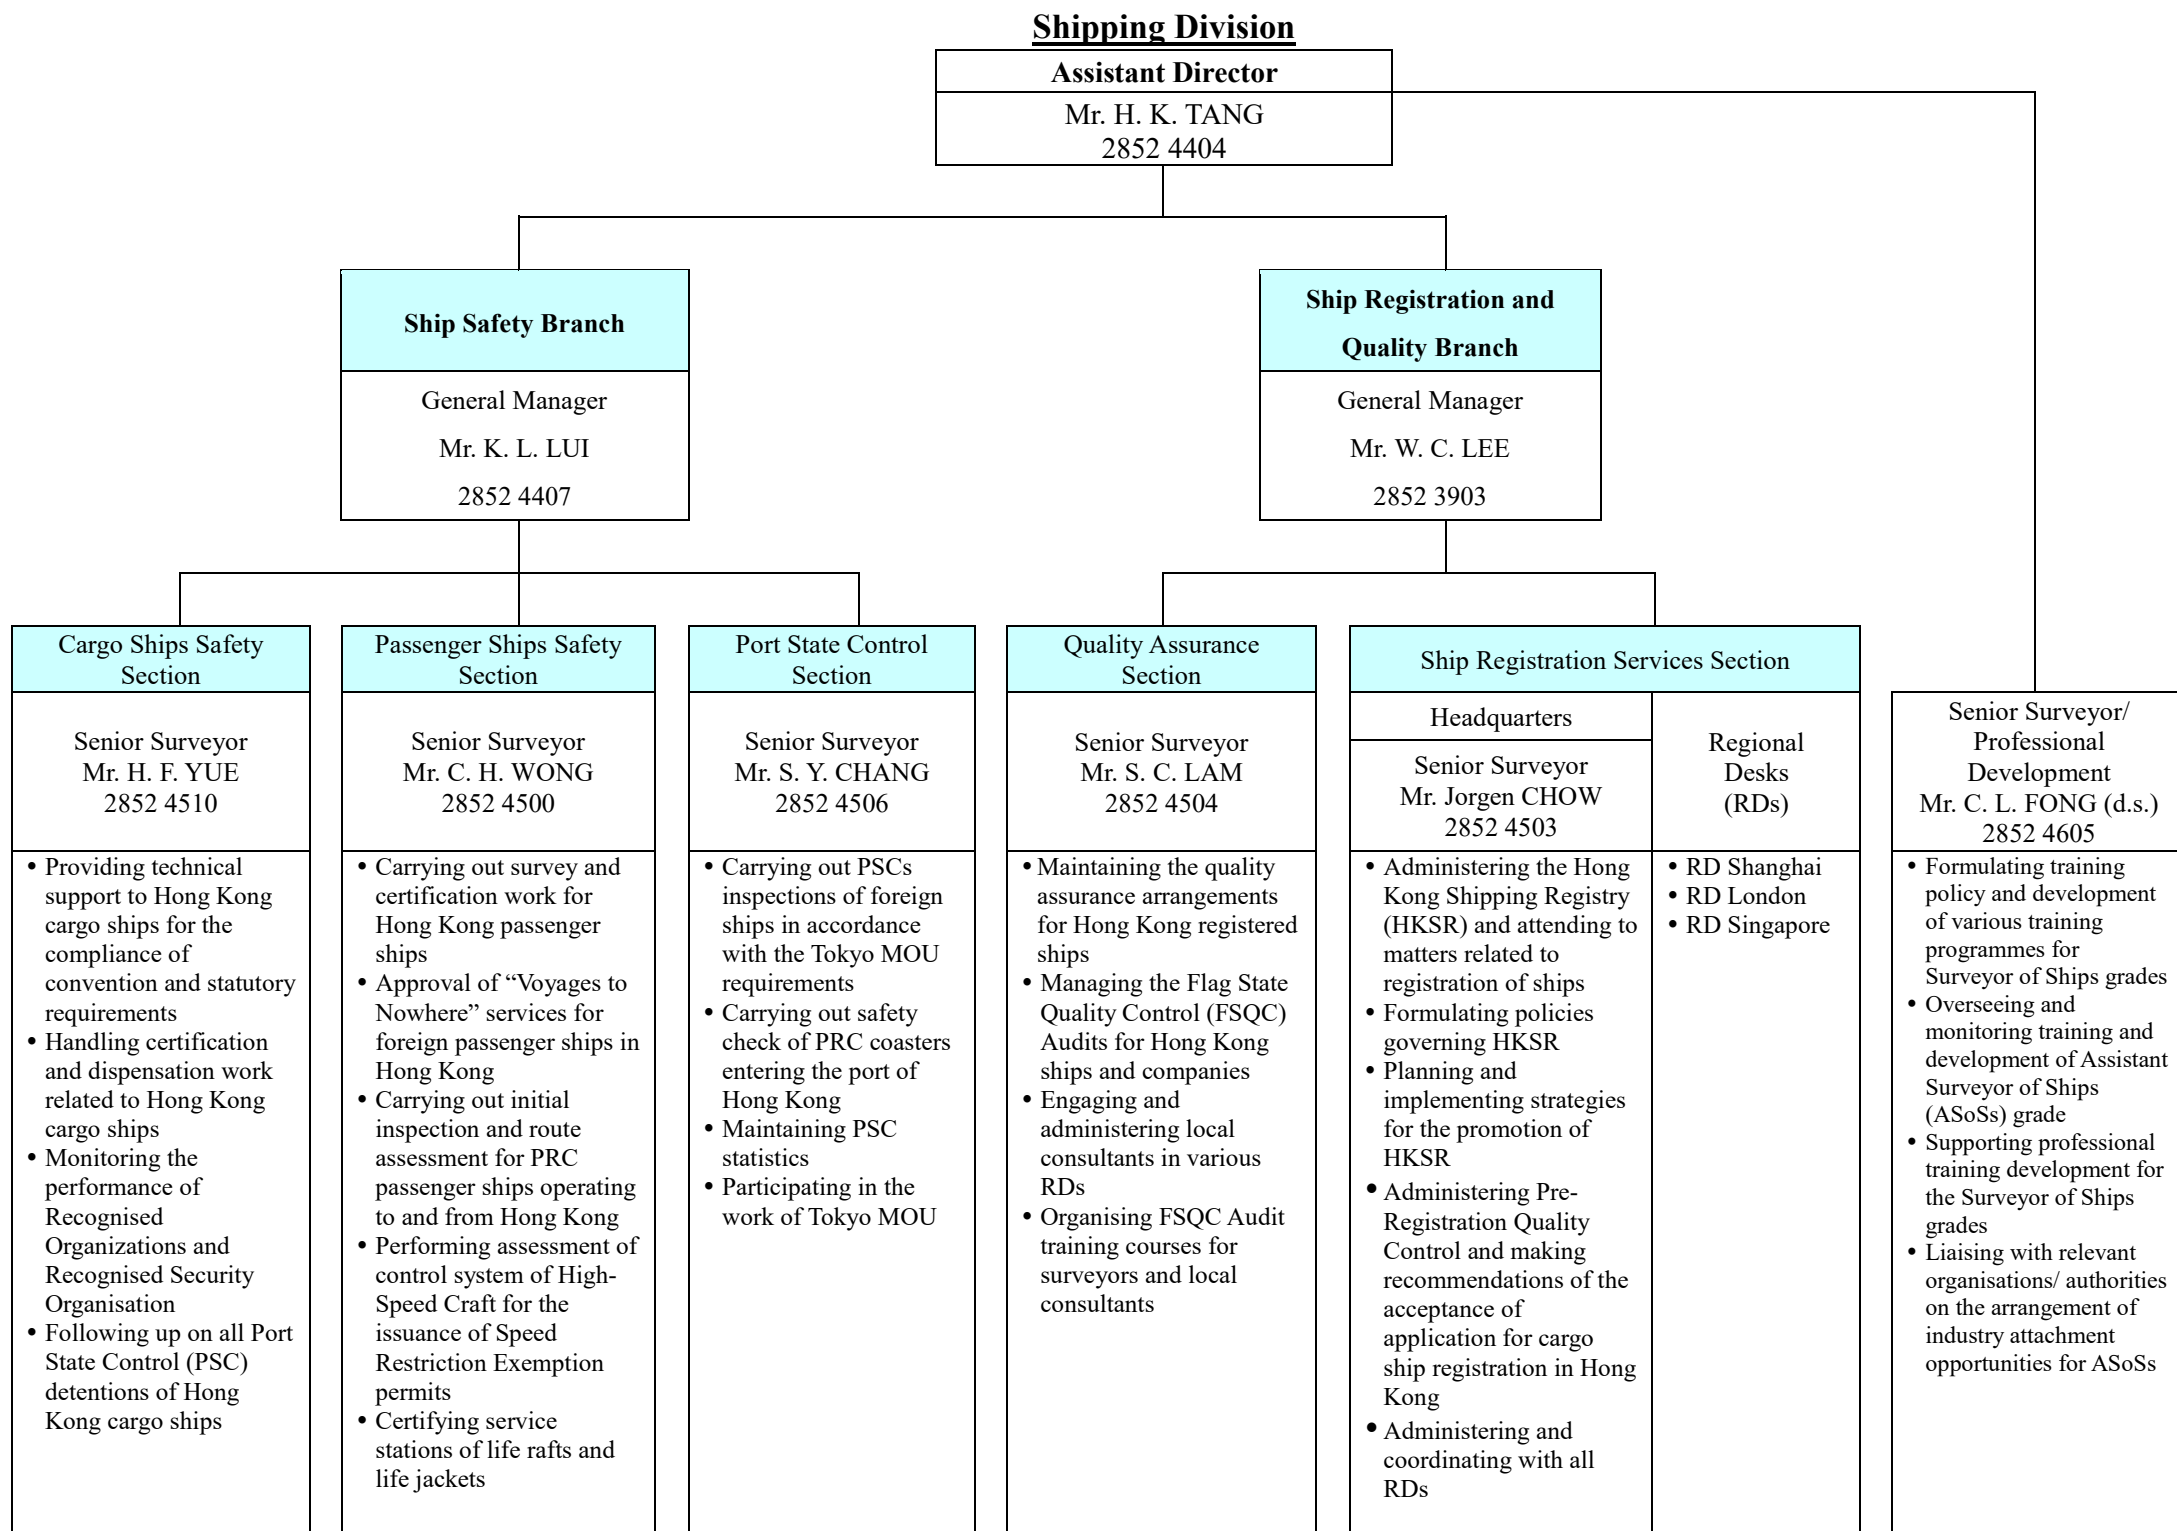 Shipping Division
Assistant Director
Mr. H. K. TANG
2852 4404
Ship Safety Branch
General Manager
Mr. K. L. LUI
2852 4407
Ship Registration and
Quality Branch
General Manager
Mr. W. C. LEE
2852 3903
Cargo Ships Safety
Section
Senior Surveyor
Mr. H. F. YUE
2852 4510
• Providing technical
support to Hong Kong
cargo ships for the
compliance of
convention and statutory
requirements
• Handling certification
and dispensation work
related to Hong Kong
cargo ships
• Monitoring the
performance of
Recognised
Organizations and
Recognised Security
Organisation
• Following up on all Port
State Control (PSC)
detentions of Hong
Kong cargo ships
Passenger Ships Safety
Section
Senior Surveyor
Mr. C. H. WONG
2852 4500
• Carrying out survey and
certification work for
Hong Kong passenger
ships
• Approval of “Voyages to
Nowhere” services for
foreign passenger ships in
Hong Kong
• Carrying out initial
inspection and route
assessment for PRC
passenger ships operating
to and from Hong Kong
• Performing assessment of
control system of High-
Speed Craft for the
issuance of Speed
Restriction Exemption
permits
• Certifying service
stations of life rafts and
life jackets
Port State Control
Section
Senior Surveyor
Mr. S. Y. CHANG
2852 4506
• Carrying out PSCs
inspections of foreign
ships in accordance
with the Tokyo MOU
requirements
• Carrying out safety
check of PRC coasters
entering the port of
Hong Kong
• Maintaining PSC
statistics
• Participating in the
work of Tokyo MOU
Quality Assurance
Section
Senior Surveyor
Mr. S. C. LAM
2852 4504
• Maintaining the quality
assurance arrangements
for Hong Kong registered
ships
• Managing the Flag State
Quality Control (FSQC)
Audits for Hong Kong
ships and companies
• Engaging and
administering local
consultants in various
RDs
• Organising FSQC Audit
training courses for
surveyors and local
consultants
Ship Registration Services Section
Headquarters
Senior Surveyor
Mr. Jorgen CHOW
2852 4503
• Administering the Hong
Kong Shipping Registry
(HKSR) and attending to
matters related to
registration of ships
• Formulating policies
governing HKSR
• Planning and
implementing strategies
for the promotion of
HKSR
• Administering Pre-
Registration Quality
Control and making
recommendations of the
acceptance of
application for cargo
ship registration in Hong
Kong
• Administering and
coordinating with all
RDs
Regional
Desks
(RDs)
• RD Shanghai
• RD London
• RD Singapore
Senior Surveyor/
Professional
Development
Mr. C. L. FONG (d.s.)
2852 4605
• Formulating training
policy and development
of various training
programmes for
Surveyor of Ships grades
• Overseeing and
monitoring training and
development of Assistant
Surveyor of Ships
(ASoSs) grade
• Supporting professional
training development for
the Surveyor of Ships
grades
• Liaising with relevant
organisations/ authorities
on the arrangement of
industry attachment
opportunities for ASoSs